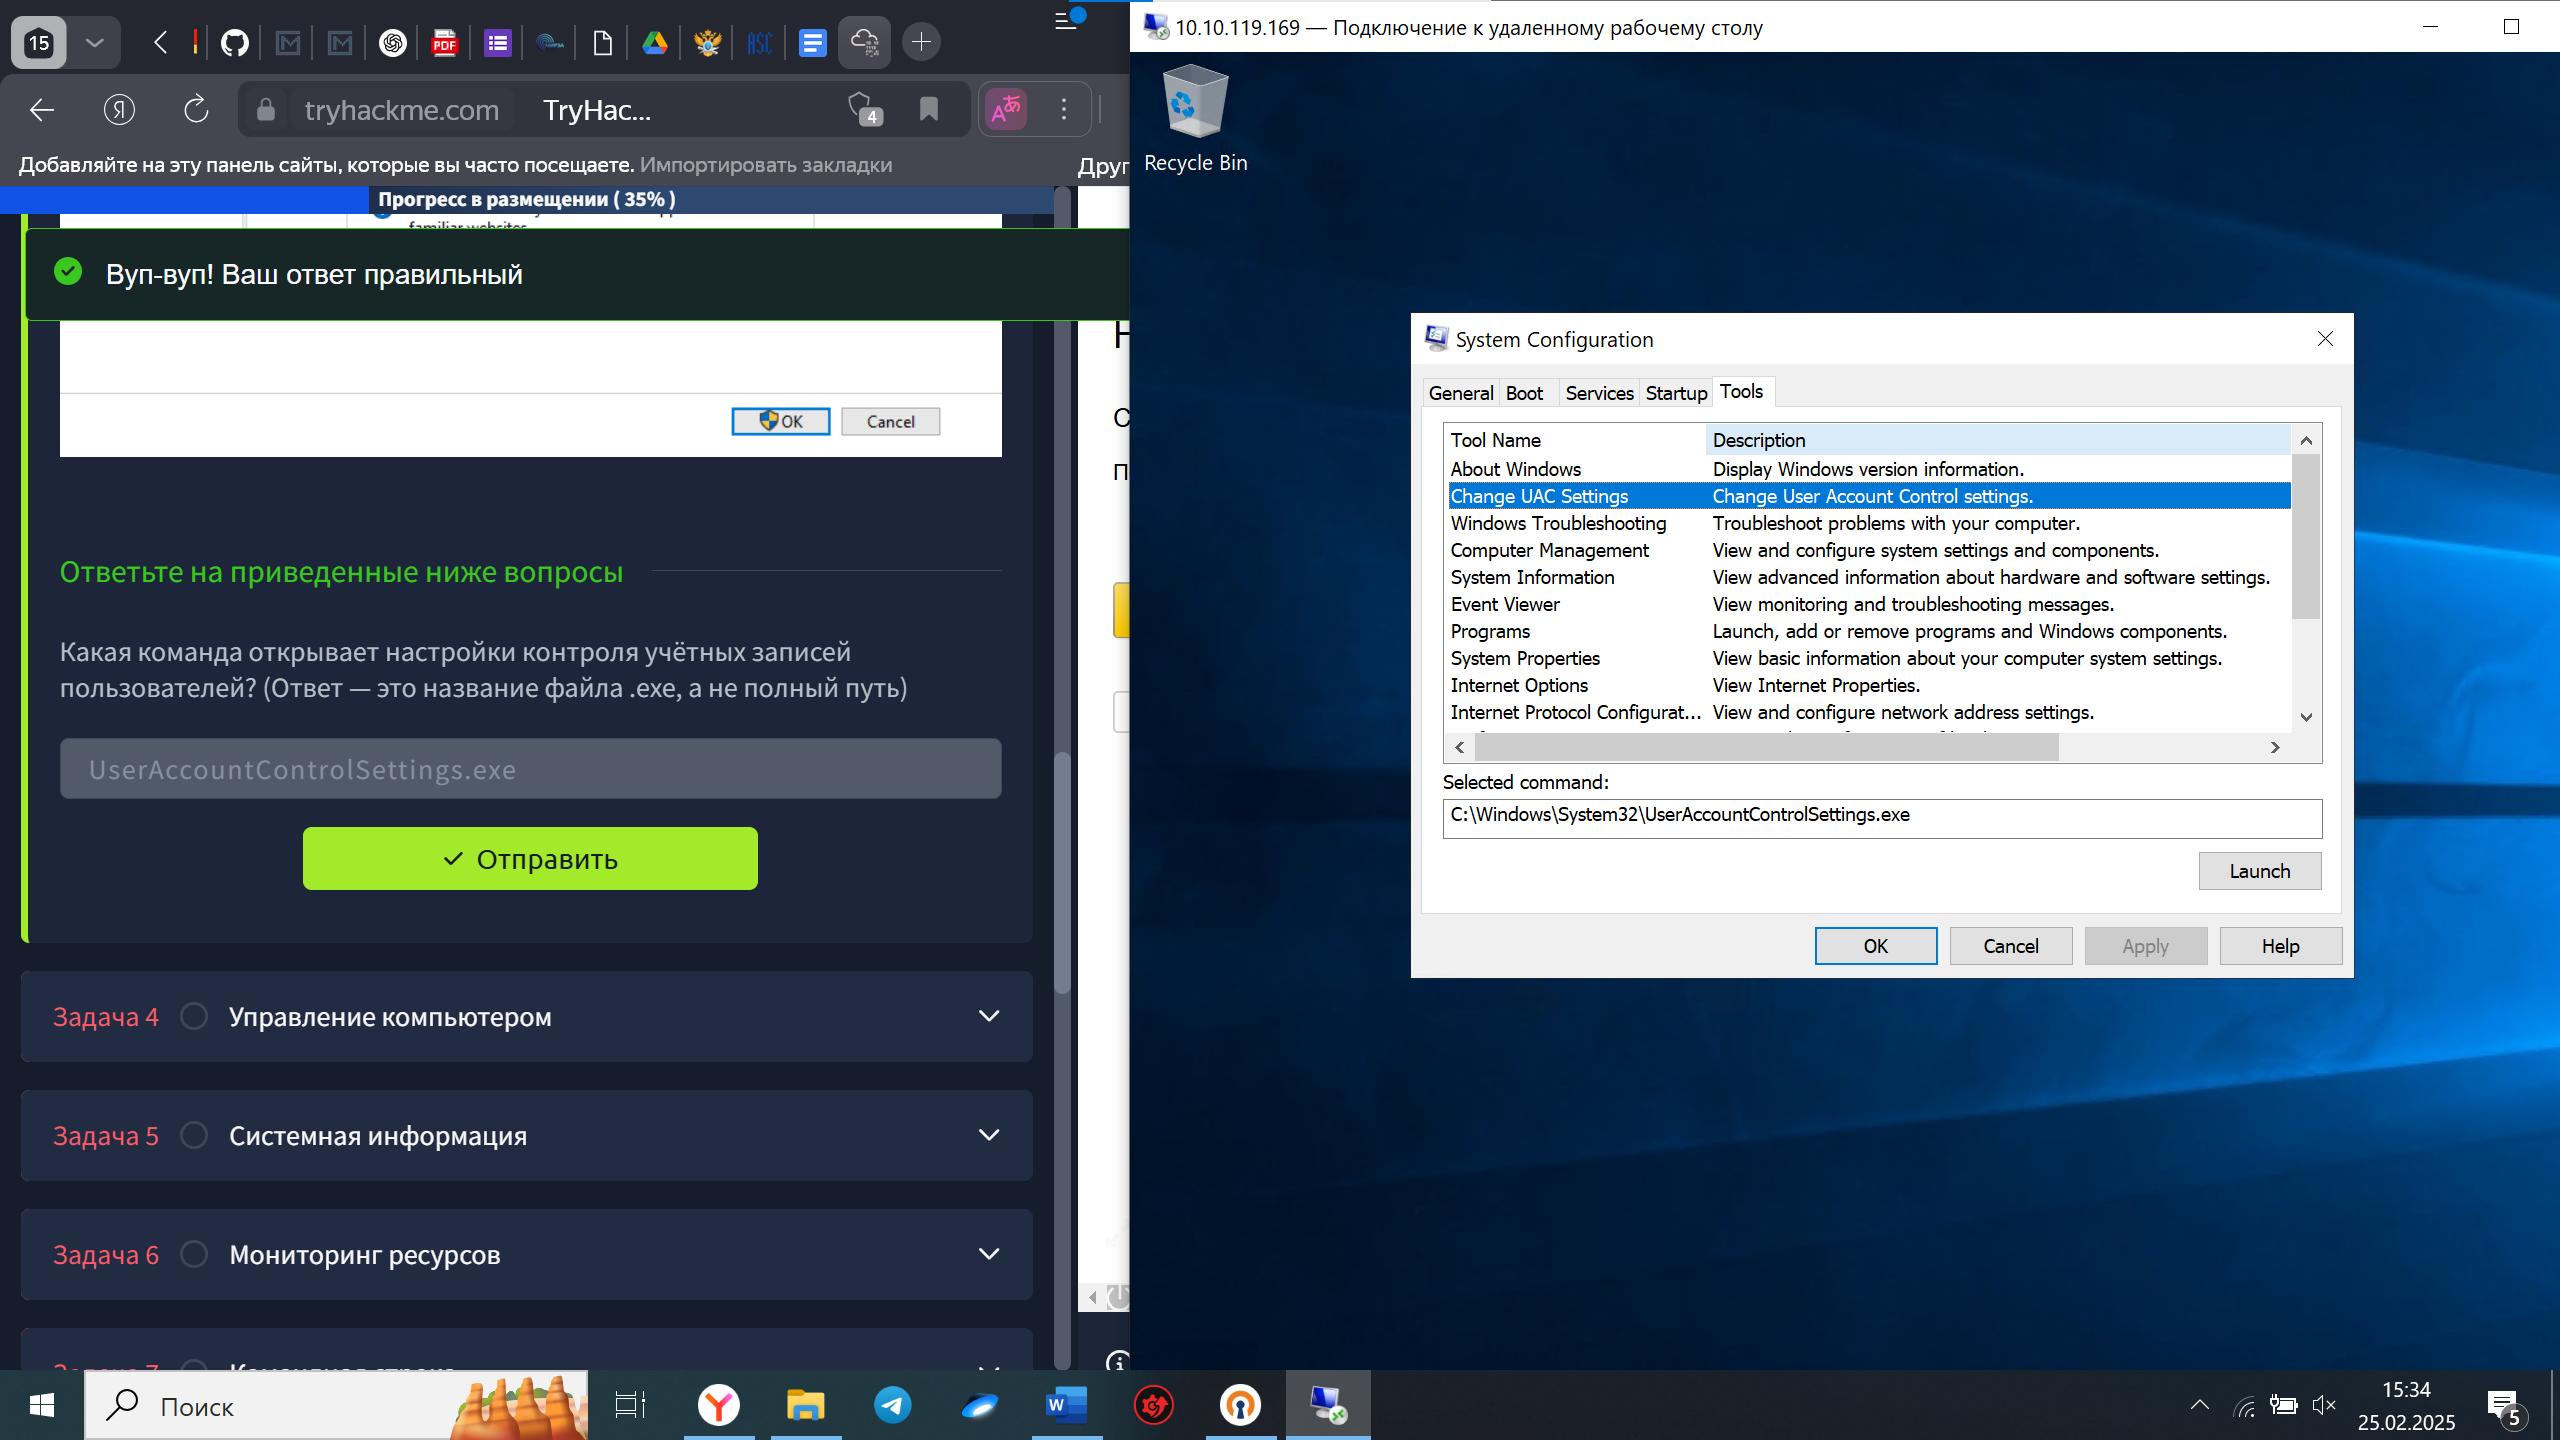 15
tryhackme.com
TryHac...
4
Добавляйте на эту панель сайты, которые вы часто посещаете. Импортировать закладки
Друг
Прогресс в размещении ( 35% )
familiar websites
Вуп-вуп! Ваш ответ правильный
OK
Cancel
Ответьте на приведенные ниже вопросы
Какая команда открывает настройки контроля учётных записей
пользователей? (Ответ — это название файла .exe, а не полный путь)
UserAccountControlSettings.exe
Отправить
Задача 4
Управление компьютером
Задача 5
Системная информация
Задача 6
Мониторинг ресурсов
10.10.119.169 — Подключение к удаленному рабочему столу
Recycle Bin
System Configuration
General
Boot
Services
Startup
Tools
Tool Name
Description
About Windows
Display Windows version information.
Change UAC Settings
Change User Account Control settings.
Windows Troubleshooting
Troubleshoot problems with your computer.
Computer Management
View and configure system settings and components.
System Information
View advanced information about hardware and software settings.
Event Viewer
View monitoring and troubleshooting messages.
Programs
Launch, add or remove programs and Windows components.
System Properties
View basic information about your computer system settings.
Internet Options
View Internet Properties.
Internet Protocol Configurat...
View and configure network address settings.
Selected command:
C:\Windows\System32\UserAccountControlSettings.exe
Launch
OK
Cancel
Apply
Help
Поиск
15:34
25.02.2025
5